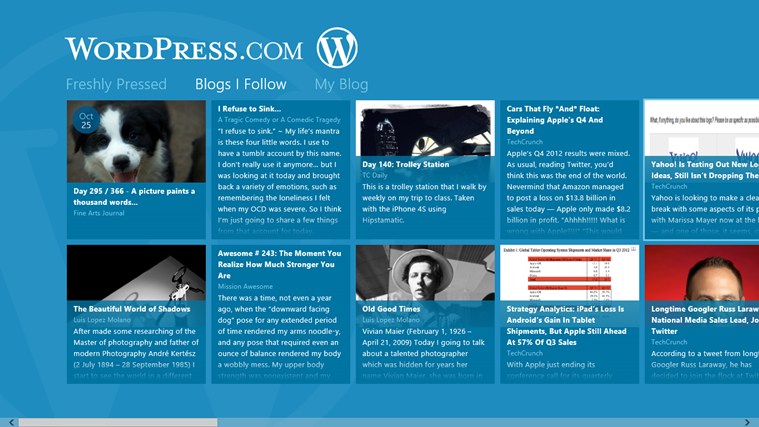 WORDPRESS.COM
Freshly Pressed
Blogs I Follow
My Blog
Oct
25
Day 295 / 366 - A picture paints a
thousand words...
Fine Arts Journal
I Refuse to Sink...
A Tragic Comedy or A Comedic Tragedy
"I refuse to sink." ~ My life's mantra
is these four little words. I use to
have a tumblr account by this name.
I don't really use it anymore... but I
was looking at it today and brought
back a variety of emotions, such as
remembering the loneliness I felt
when my OCD was severe. So I think
I'm just going to share a few things
from that account for today.
Day 140: Trolley Station
TC Daily
This is a trolley station that I walk by
weekly on my trip to class. Taken
with the iPhone 4S using
Hipstamatic.
Cars That Fly *And* Float:
Explaining Apple's Q4 And
Beyond
TechCrunch
Apple's Q4 2012 results were mixed.
As usual, reading Twitter, you'd
think this was the end of the world.
Nevermind that Amazon managed
to post a loss on $13.8 billion in
sales today — Apple only made $8.2
billion in profit. "Ahhhh!!!!! What is
wrong with Apple!!!!" "This would
Yahoo! Is Testing Out New Lo
Ideas, Still Isn't Dropping The
TechCrunch
Yahoo is looking to make a clea
break with some aspects of its p
with Marissa Mayer now at the
The Beautiful World of Shadows
Luis Lopez Molano
After made some researching of the
Master of photography and father of
modern Photography André Kertész
(2 July 1894 – 28 September 1985) I
start to see the world in a different
Awesome # 243: The Moment You
Realize How Much Stronger You
Are
Mission Awesome
There was a time, not even a year
ago, when the "downward facing
dog" pose for any extended period
of time rendered my arms noodle-y,
and any pose that required even an
ounce of balance rendered my body
a wobbly mess. My upper body
strength was nonexistent and my
Old Good Times
Luis Lopez Molano
Vivian Maier (February 1, 1926 –
April 21, 2009) Today I going to talk
about a talented photographer
which was hidden for years her
name Vivian Maier, she was born in
Strategy Analytics: iPad's Loss Is
Android's Gain In Tablet
Shipments, But Apple Still Ahead
At 57% Of Q3 Sales
TechCrunch
With Apple just ending its
conference call for its quarterly
Longtime Googler Russ Laraw
National Media Sales Lead, Jo
Twitter
TechCrunch
According to a tweet from longt
Googler Russ Laraway, he has
decided to join the flock at Twitt